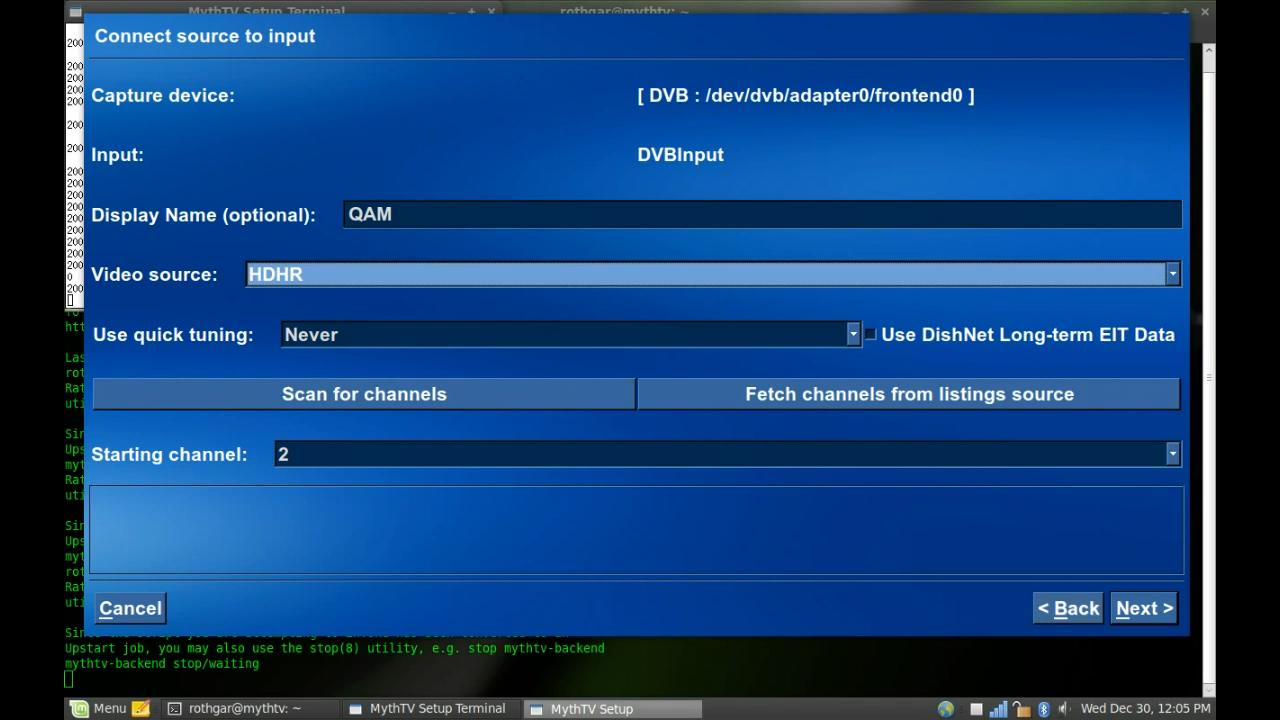 MythTV Setup Terminal rothgar@mythtv: ~
Connect source to input
Capture device: [ DVB : /dev/dvb/adapter0/frontend0 ]
Input: DVBInput
Display Name (optional): QAM
Video source: HDHR
Use quick tuning: Never Use DishNet Long-term EIT Data
Scan for channels Fetch channels from listings source
Starting channel: 2
Cancel < Back Next >
Upstart job, you may also use the stop(8) utility, e.g. stop mythtv-backend
mythtv-backend stop/waiting
Menu rothgar@mythtv: ~ MythTV Setup Terminal MythTV Setup Wed Dec 30, 12:05 PM